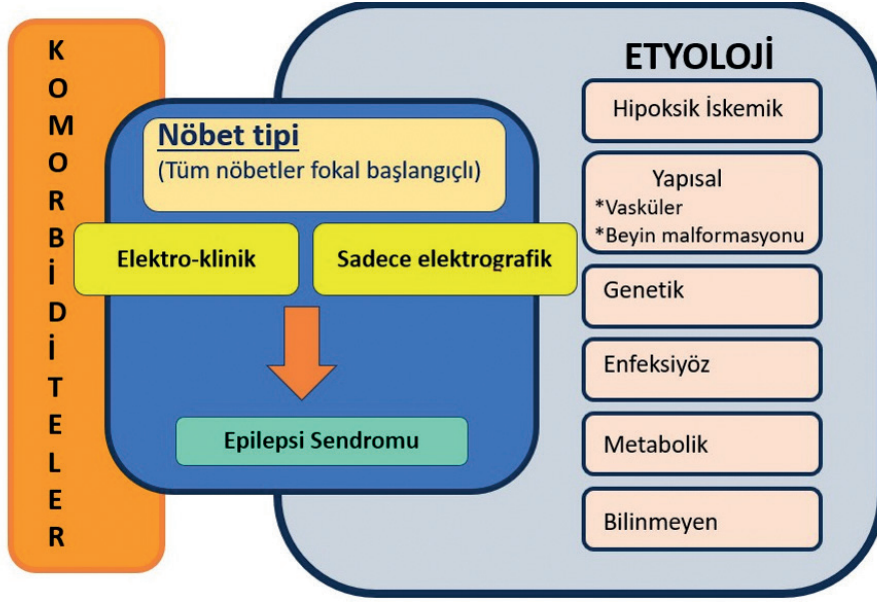 KOMORBİDİTELER
Nöbet tipi
(Tüm nöbetler fokal başlangıçlı)
Elektro-klinik
Sadece elektrografik
Epilepsi Sendromu
ETYOLOJİ
Hipoksik İskemik
Yapısal
*Vasküler
*Beyin malformasyonu
Genetik
Enfeksiyöz
Metabolik
Bilinmeyen